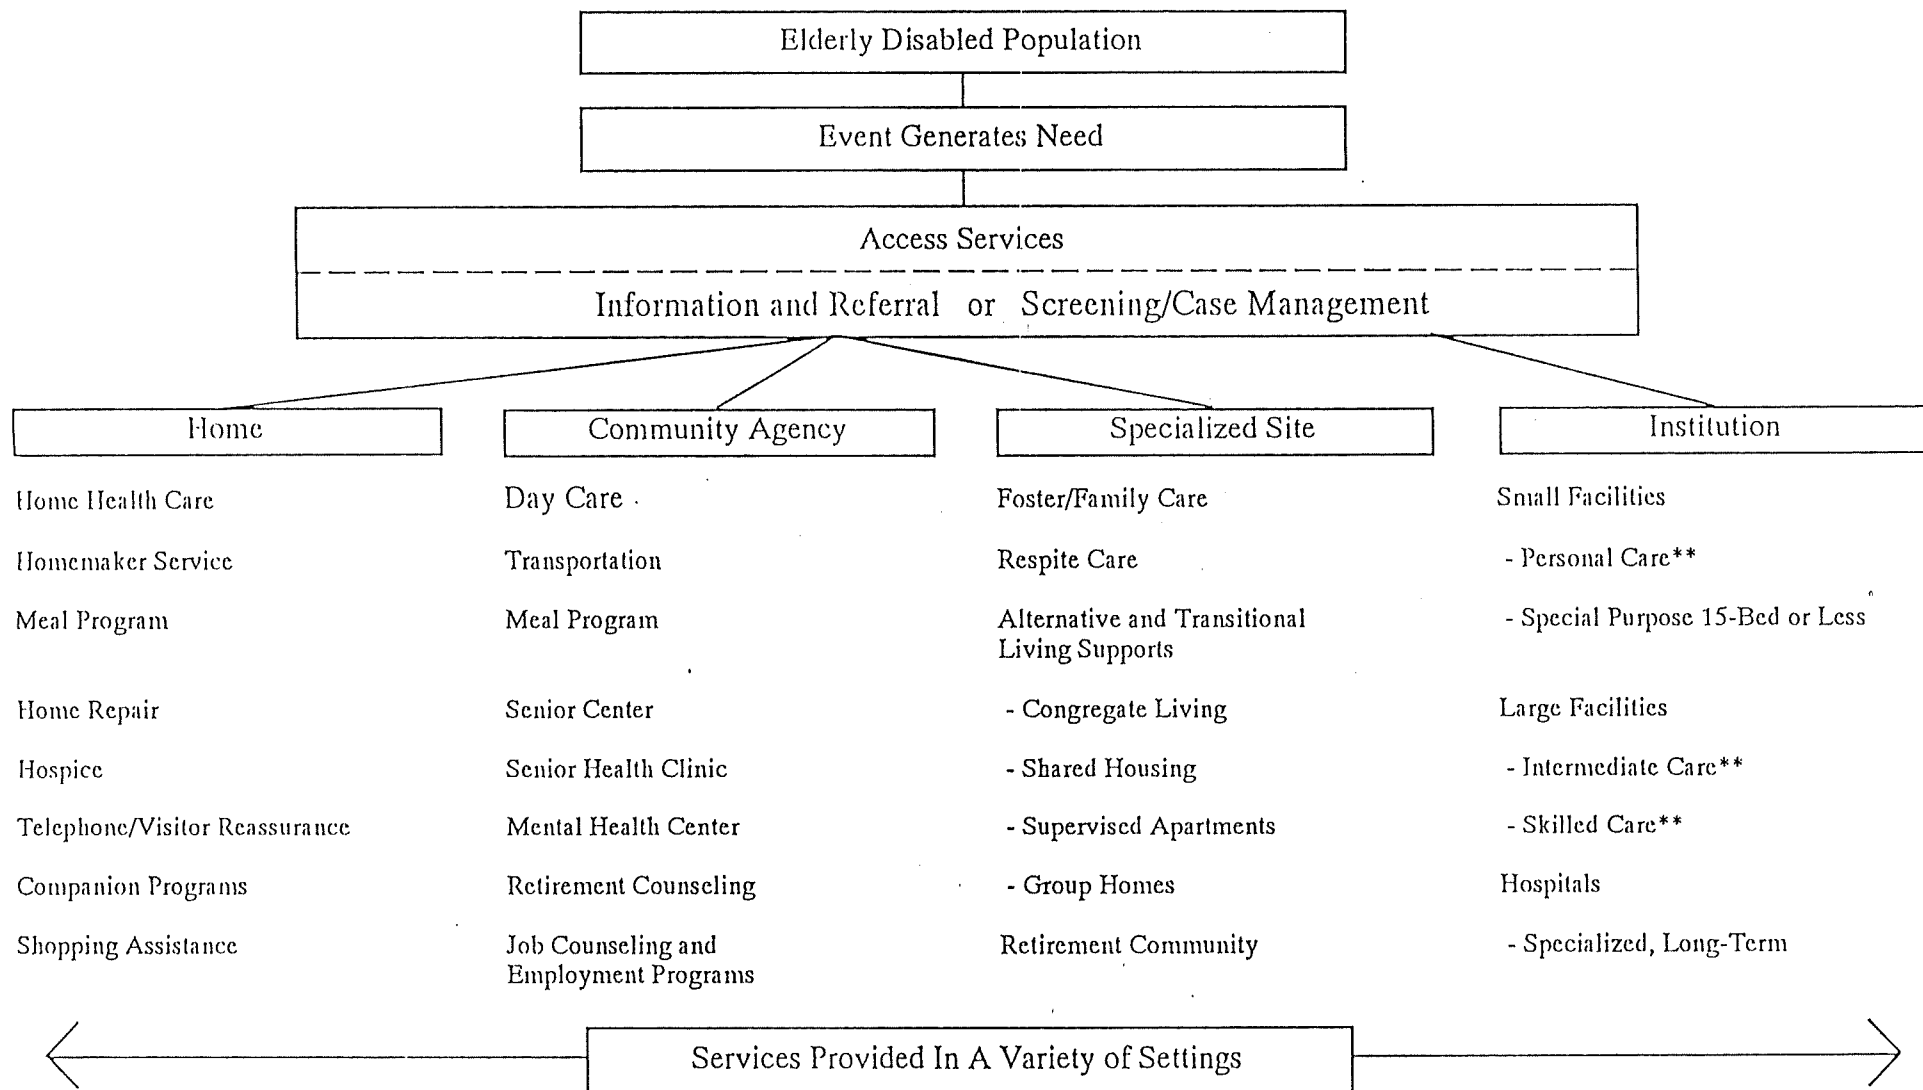 Elderly Disabled Population
Event Generates Need
Access Services
Information and Referral or Screening/Case Management
Home
Home Health Care
Homemaker Service
Meal Program
Home Repair
Hospice
Telephone/Visitor Reassurance
Companion Programs
Shopping Assistance
Community Agency
Day Care
Transportation
Meal Program
Senior Center
Senior Health Clinic
Mental Health Center
Retirement Counseling
Job Counseling and
Employment Programs
Specialized Site
Foster/Family Care
Respite Care
Alternative and Transitional
Living Supports
- Congregate Living
- Shared Housing
- Supervised Apartments
- Group Homes
Retirement Community
Institution
Small Facilities
- Personal Care**
- Special Purpose 15-Bed or Less
Large Facilities
- Intermediate Care**
- Skilled Care**
Hospitals
- Specialized, Long-Term
Services Provided In A Variety of Settings